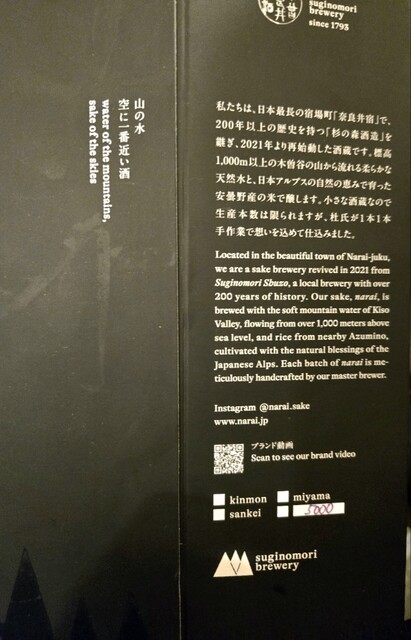 suginomori
brewery
since 1793
山の水
空に一番近い酒
water of the mountains,
sake of the skies
私たちは、日本最長の宿場町「奈良井宿」で、
200年以上の歴史を持つ「杉の森酒造」を
継ぎ、2021年より再始動した酒蔵です。標高
1,000m以上の木曽谷の山から流れる柔らかな
天然水と、日本アルプスの自然の恵みで育った
安曇野産の米で醸します。小さな酒蔵なので
生産本数は限られますが、杜氏が1本1本
手作業で想いを込めて仕込みました。
Located in the beautiful town of Narai-juku,
we are a sake brewery revived in 2021 from
Suginomori Shuzo, a local brewery with over
200 years of history. Our sake, narai, is
brewed with the soft mountain water of Kiso
Valley, flowing from over 1,000 meters above
sea level, and rice from nearby Azumino,
cultivated with the natural blessings of the
Japanese Alps. Each batch of narai is me-
ticulously handcrafted by our master brewer.
Instagram @narai.sake
www.narai.jp
ブランド動画
Scan to see our brand video
kinmon
miyama
sankei
5000
suginomori
brewery